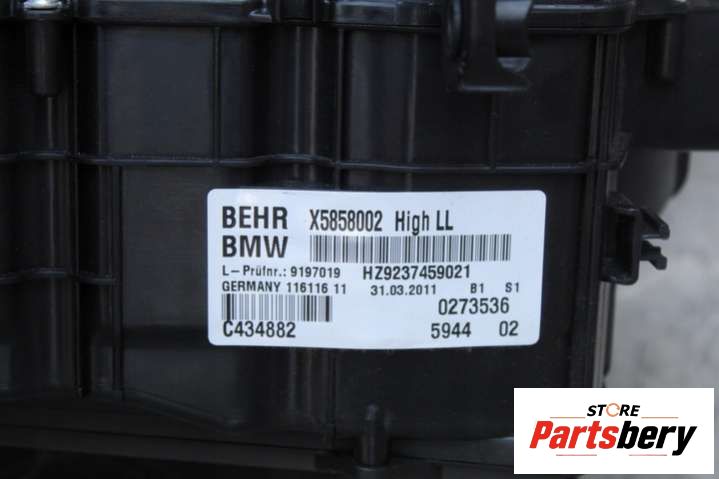 BEHR X5858002 High LL
BMW
L-Prüfnr.: 9197019 HZ9237459021
GERMANY 116116 11 31.03.2011 B1 S1
0273536
C434882 5944 02
STORE
Partsbery